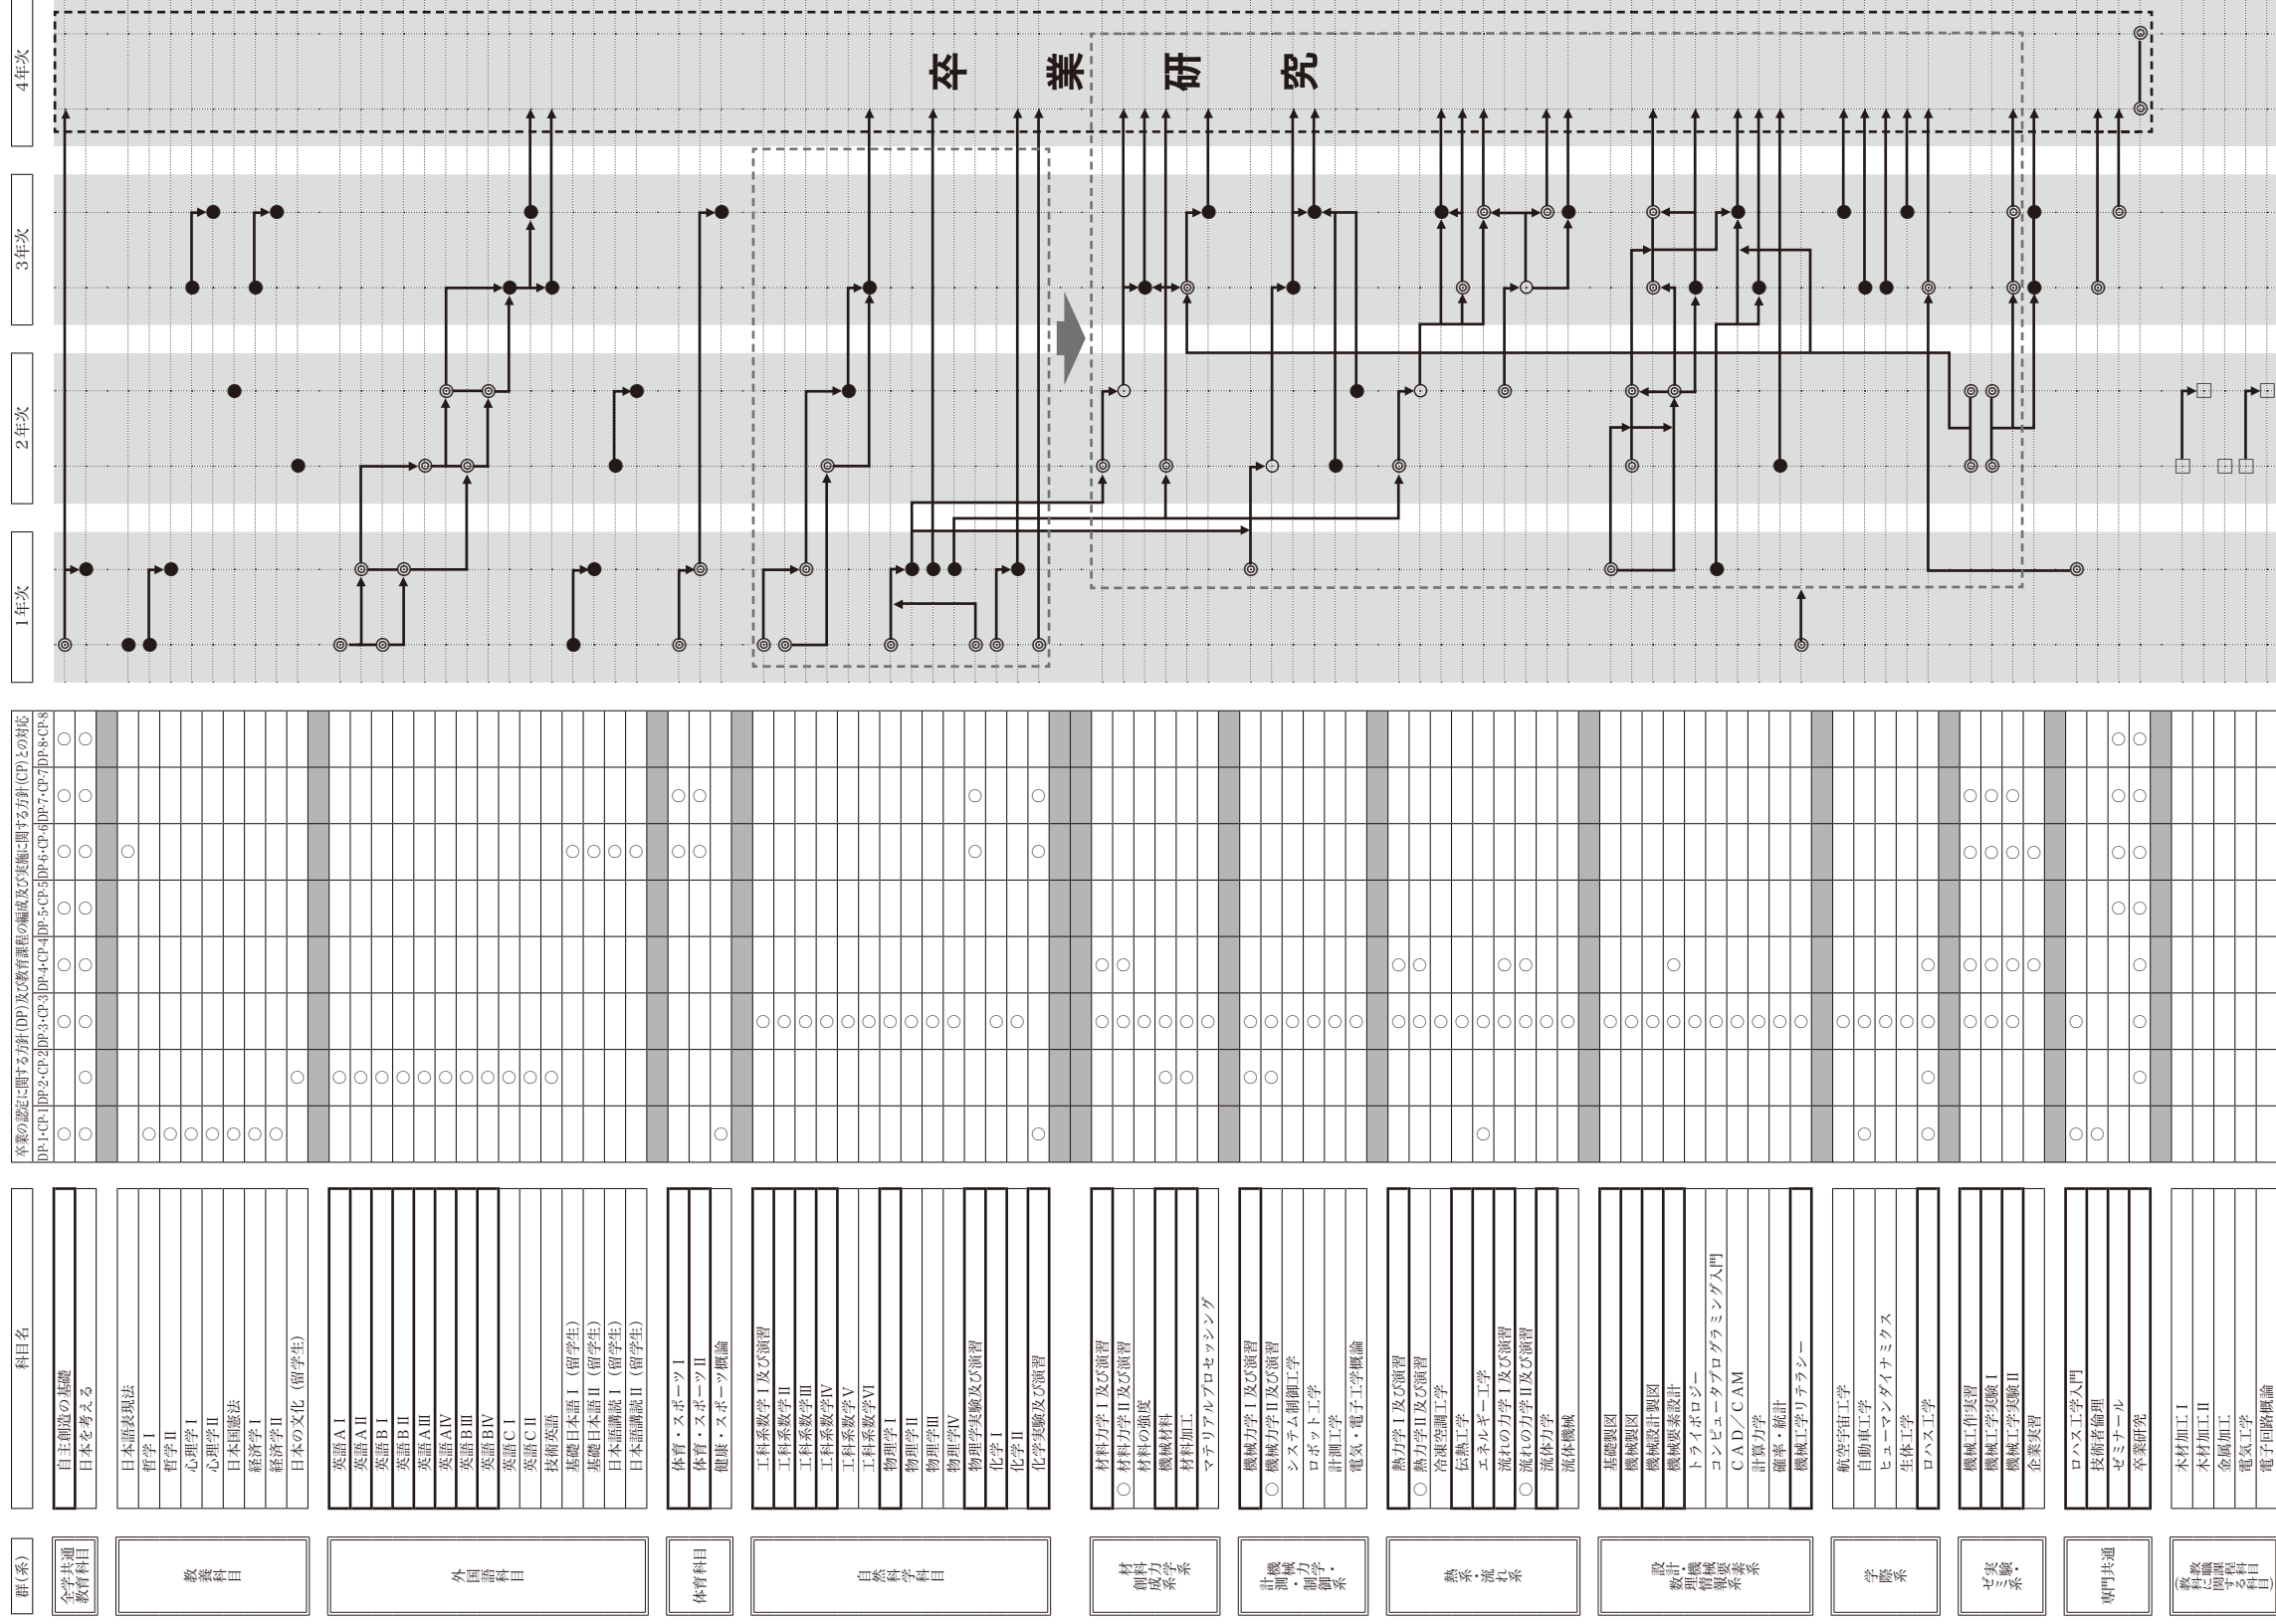 群(系)
科目名
卒業の認定に関する方針(DP)及び教育課程の編成及び実施に関する方針(CP)との対応
DP-1・CP-1
DP-2・CP-2
DP-3・CP-3
DP-4・CP-4
DP-5・CP-5
DP-6・CP-6
DP-7・CP-7
DP-8・CP-8
1年次
2年次
3年次
4年次
全学共通
教育科目
自主創造の基礎
日本を考える
教養科目
日本語表現法
哲学Ⅰ
哲学Ⅱ
心理学Ⅰ
心理学Ⅱ
日本国憲法
経済学Ⅰ
経済学Ⅱ
日本の文化(留学生)
外国語科目
英語AⅠ
英語AⅡ
英語BⅠ
英語BⅡ
英語AⅢ
英語AⅣ
英語BⅢ
英語BⅣ
英語CⅠ
英語CⅡ
技術英語
基礎日本語Ⅰ(留学生)
基礎日本語Ⅱ(留学生)
日本語講読Ⅰ(留学生)
日本語講読Ⅱ(留学生)
体育科目
体育・スポーツⅠ
体育・スポーツⅡ
健康・スポーツ概論
自然科学科目
工科系数学Ⅰ及び演習
工科系数学Ⅱ
工科系数学Ⅲ
工科系数学Ⅳ
工科系数学Ⅴ
工科系数学Ⅵ
物理学Ⅰ
物理学Ⅱ
物理学Ⅲ
物理学Ⅳ
物理学実験及び演習
化学Ⅰ
化学Ⅱ
化学実験及び演習
材料力学系
創成系
材料力学Ⅰ及び演習
○材料力学Ⅱ及び演習
材料の強度
機械材料
材料加工
マテリアルプロセッシング
機械力学・
計測・制御系
機械力学Ⅰ及び演習
○機械力学Ⅱ及び演習
システム制御工学
ロボット工学
計測工学
電気・電子工学概論
熱・流れ系
熱力学Ⅰ及び演習
○熱力学Ⅱ及び演習
冷凍空調工学
伝熱工学
エネルギー工学
流れの力学Ⅰ及び演習
○流れの力学Ⅱ及び演習
流体力学
流体機械
設計・機械要素系
数理情報系
基礎製図
機械製図
機械設計製図
機械要素設計
トライボロジー
コンピュータプログラミング入門
CAD/CAM
計算力学
確率・統計
機械工学リテラシー
学際系
航空宇宙工学
自動車工学
ヒューマンダイナミクス
生体工学
ロハス工学
実験・
ゼミ系
機械工作実習
機械工学実験Ⅰ
機械工学実験Ⅱ
企業実習
専門共通
ロハス工学入門
技術者倫理
ゼミナール
卒業研究
(教職課程
に関する
教科科目)
木材加工Ⅰ
木材加工Ⅱ
金属加工
電気工学
電子回路概論
卒業研究